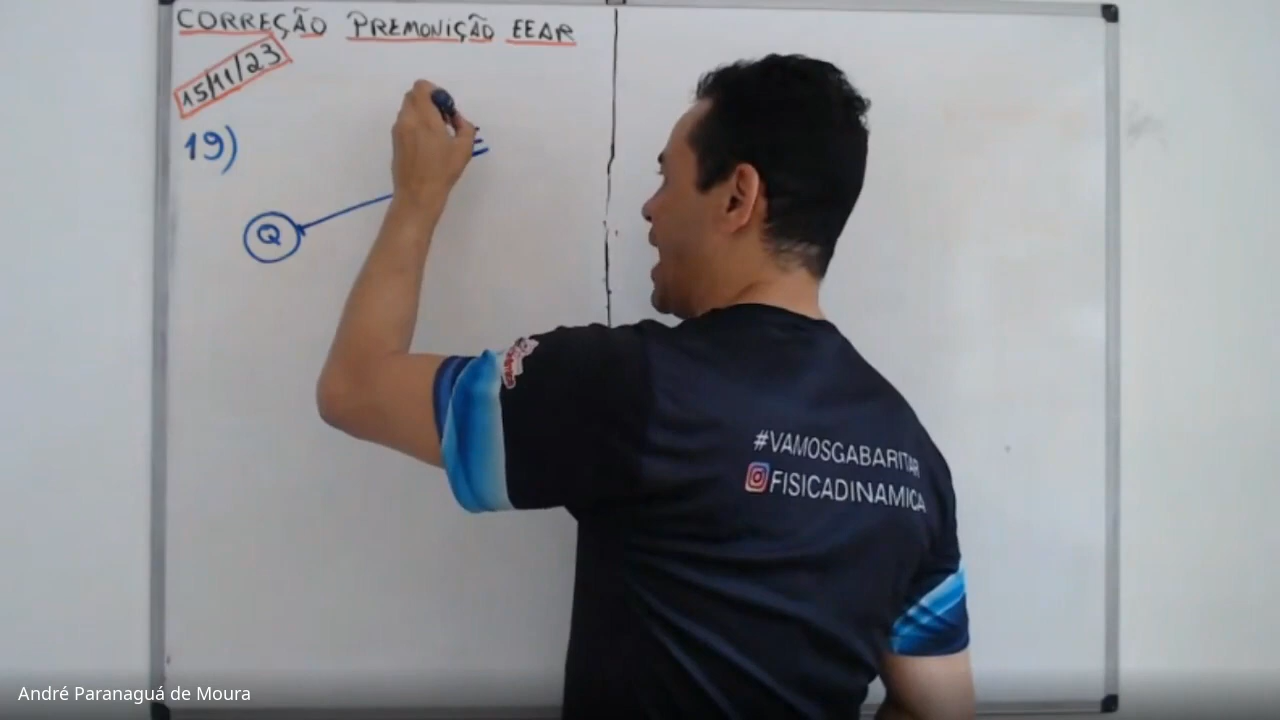 CORREÇÃO PREMONIÇÃO EEAR
15/11/23
19)
Q
#VAMOSGABARITAR
FISICADINAMICA
André Paranaguá de Moura